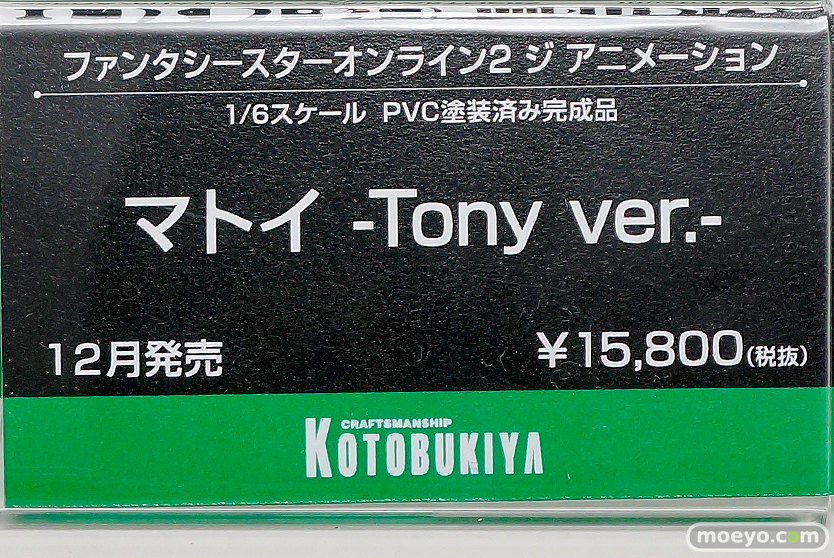 ファンタシースターオンライン2 ジ アニメーション
1/6スケール PVC塗装済み完成品
マトイ -Tony ver.-
12月発売
¥15,800(税抜)
CRAFTSMANSHIP
KOTOBUKIYA
moeyo.com